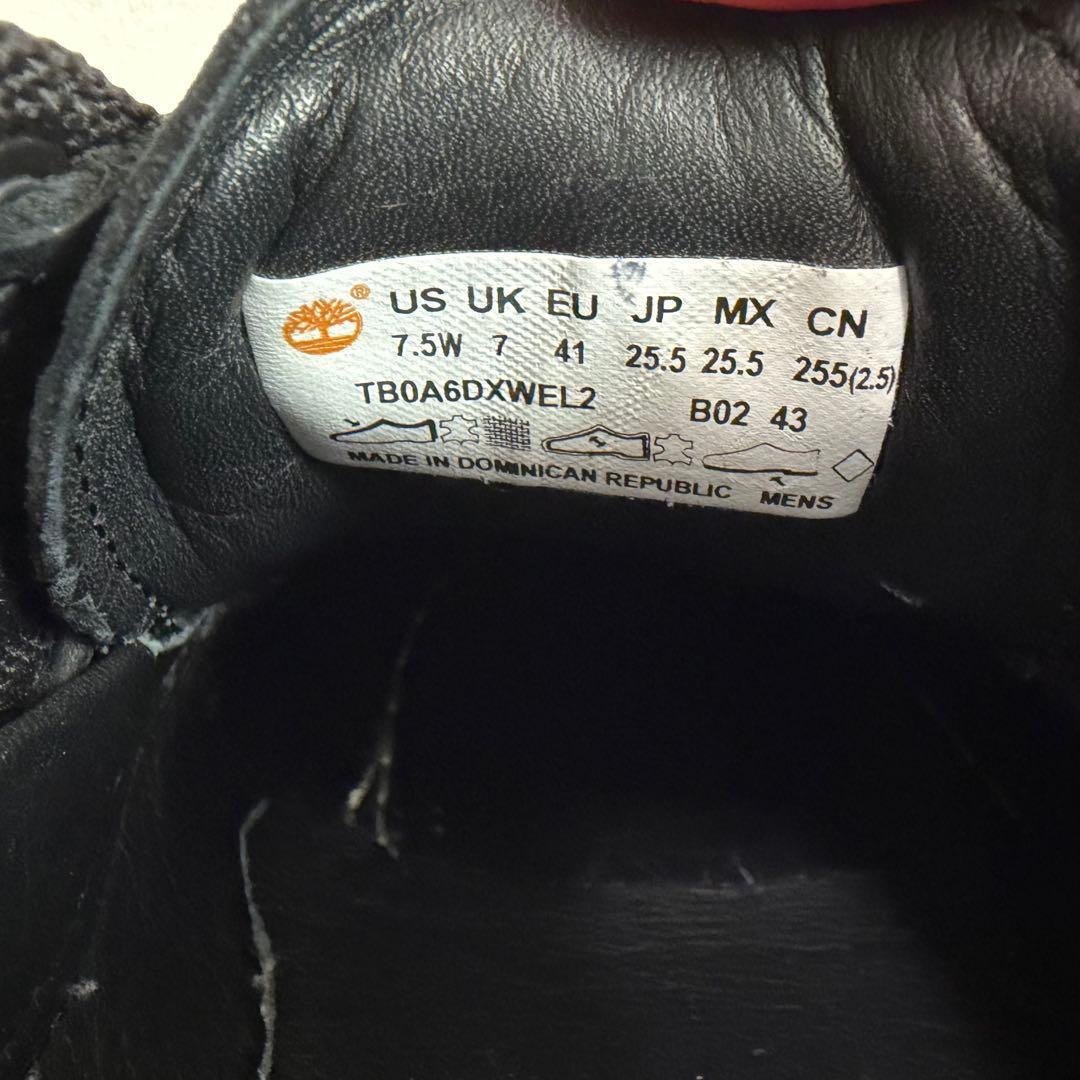 ® US UK EU JP MX CN
7.5W 7 41 25.5 25.5 255(2.5)
TB0A6DXWEL2 B02 43
MADE IN DOMINICAN REPUBLIC MENS